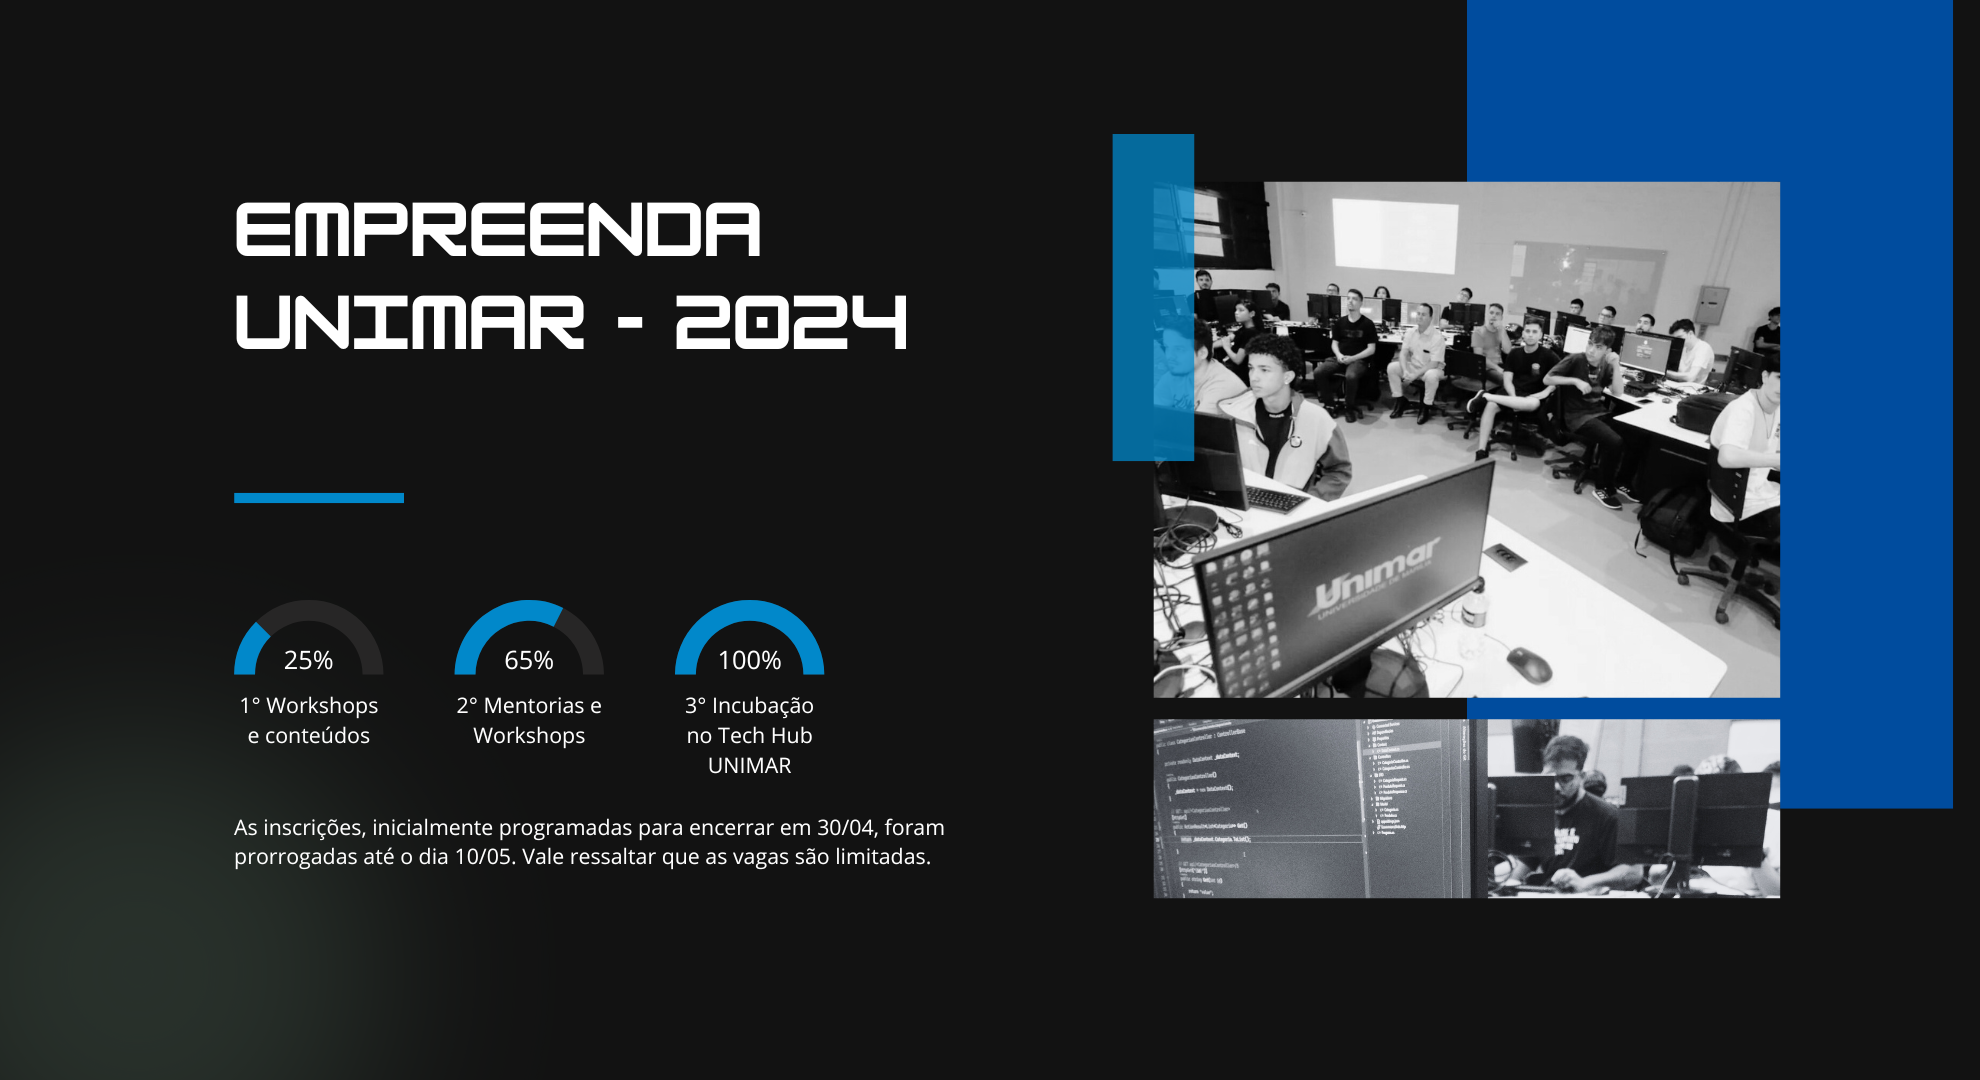 EMPREENDA
UNIMAR - 2024
25%
1° Workshops
e conteúdos
65%
2° Mentorias e
Workshops
100%
3° Incubação
no Tech Hub
UNIMAR
As inscrições, inicialmente programadas para encerrar em 30/04, foram
prorrogadas até o dia 10/05. Vale ressaltar que as vagas são limitadas.
Unimar
UNIVERSIDADE DE MARÍLIA